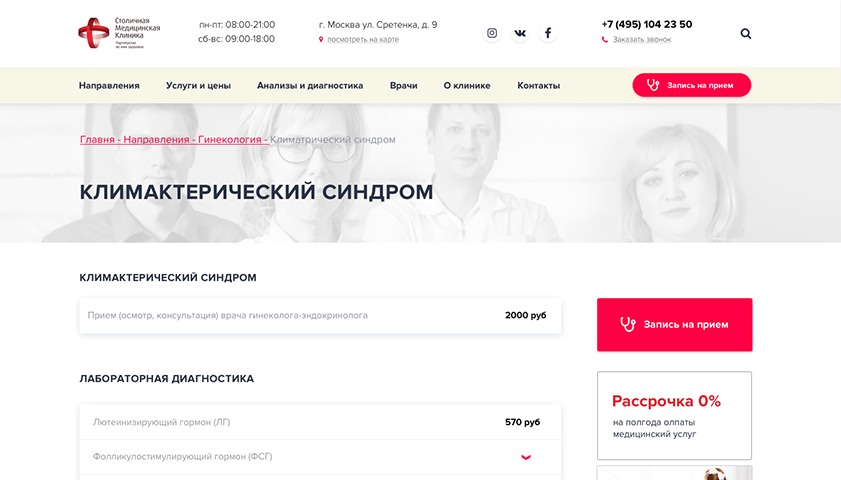 Столичная
Медицинская
Клиника
Партнерство
во имя здоровья
пн-пт: 08:00-21:00
сб-вс: 09:00-18:00
г. Москва ул. Сретенка, д. 9
посмотреть на карте
+7 (495) 104 23 50
Заказать звонок
Направления
Услуги и цены
Анализы и диагностика
Врачи
О клинике
Контакты
Запись на прием
Главня - Направления - Гинекология - Климатрический синдром
КЛИМАКТЕРИЧЕСКИЙ СИНДРОМ
КЛИМАКТЕРИЧЕСКИЙ СИНДРОМ
Прием (осмотр, консультация) врача гинеколога-эндокринолога
2000 руб
Запись на прием
ЛАБОРАТОРНАЯ ДИАГНОСТИКА
Рассрочка 0%
на полгода олпаты
медицинский услуг
Лютеинизирующий гормон (ЛГ)
570 руб
Фолликулостимулирующий гормон (ФСГ)